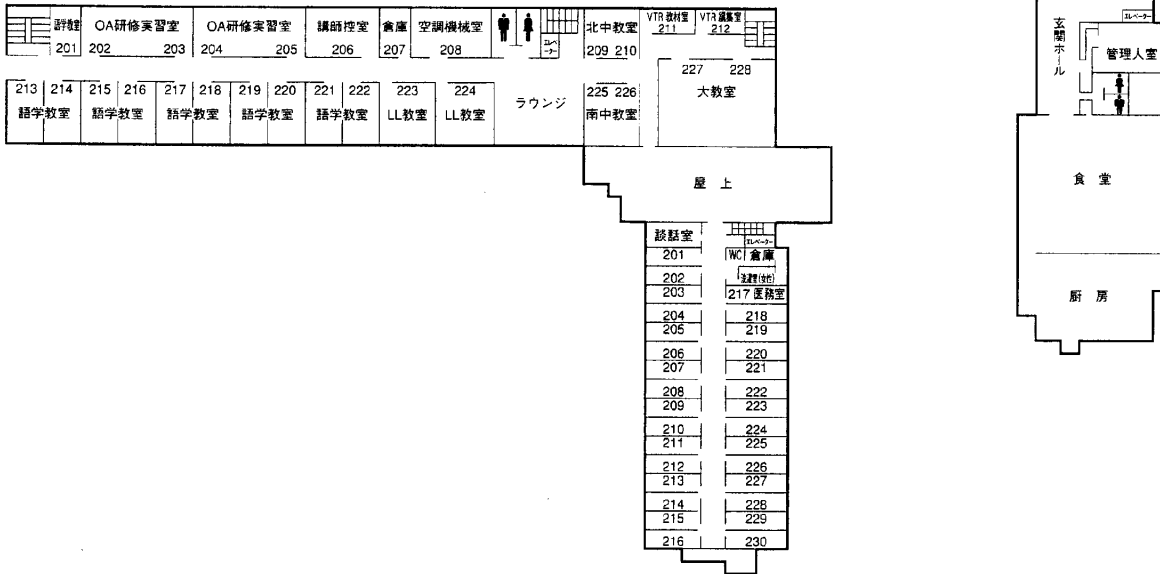 語学教室 OA研修実習室 OA研修実習室 講師控室 倉庫 空調機械室 北中教室 VTR教材室 VTR編集室
201 202 203 204 205 206 207 208 エレベーター 209 210 211 212
213 214 215 216 217 218 219 220 221 222 223 224 225 226 227 228
語学教室 語学教室 語学教室 語学教室 語学教室 LL教室 LL教室 ラウンジ 南中教室 大教室
屋上
談話室 エレベーター
201 WC 倉庫
202 洗濯室(女性)
203 217 医務室
204 218
205 219
206 220
207 221
208 222
209 223
210 224
211 225
212 226
213 227
214 228
215 229
216 230
玄関ホール エレベーター
管理人室
食堂
厨房